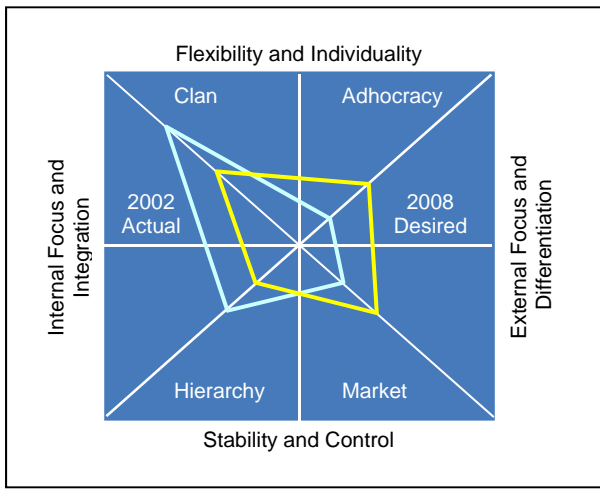 Flexibility and Individuality
Clan
Adhocracy
Internal Focus and
Integration
2002
Actual
2008
Desired
External Focus and
Differentiation
Hierarchy
Market
Stability and Control